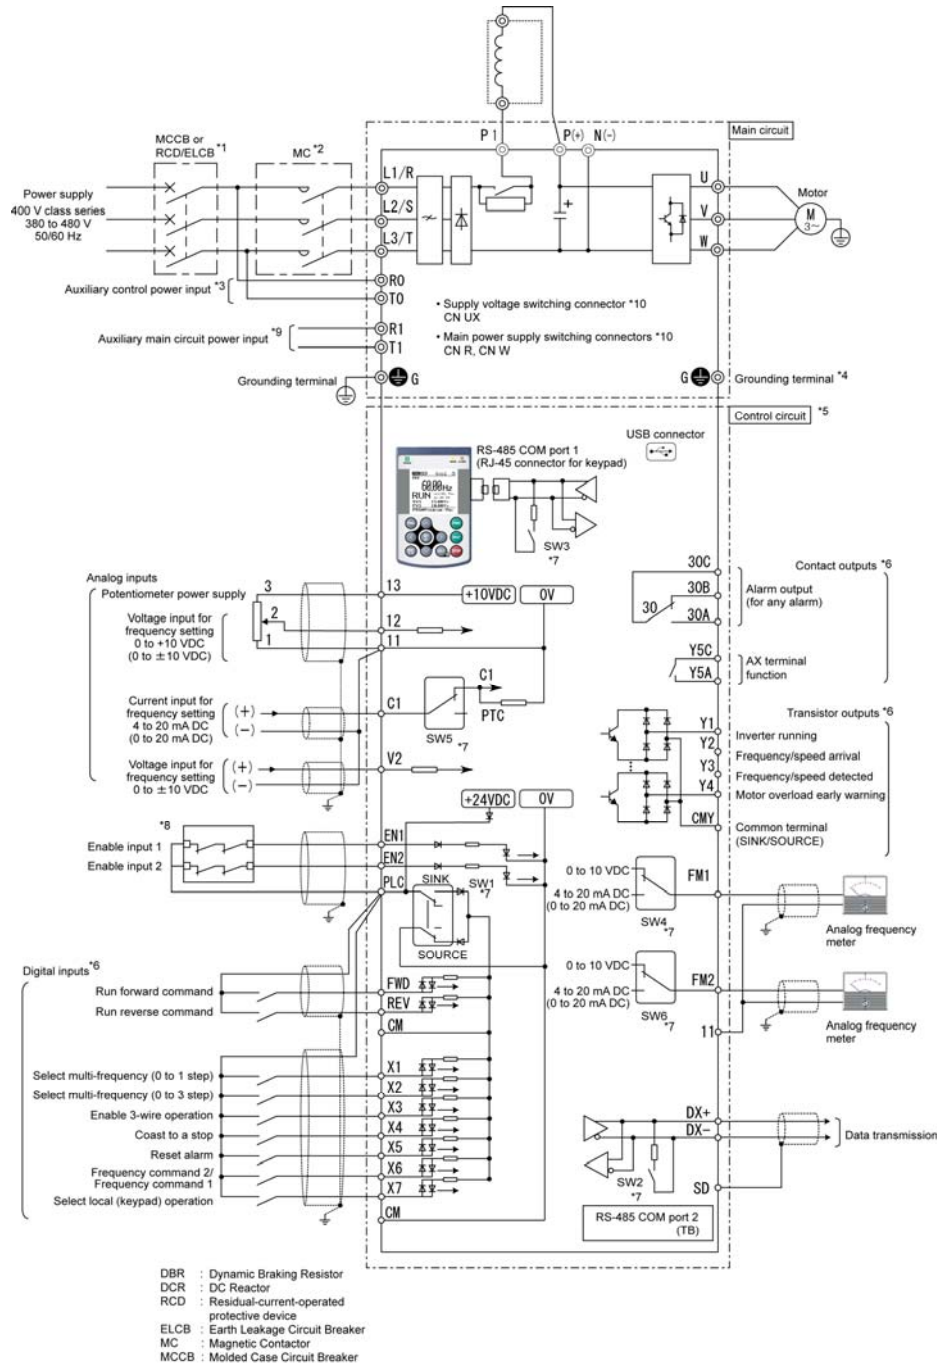 P1
P(+)
N(-)
Main circuit
MCCB or
RCD/ELCB *1
MC *2
L1/R
L2/S
L3/T
Power supply
400 V class series
380 to 480 V
50/60 Hz
U
V
W
Motor
M
3~
Auxiliary control power input *3
R0
T0
• Supply voltage switching connector *10
CN UX
Auxiliary main circuit power input *9
R1
T1
• Main power supply switching connectors *10
CN R, CN W
Grounding terminal
G
G
Grounding terminal *4
Control circuit *5
USB connector
RS-485 COM port 1
(RJ-45 connector for keypad)
60.00Hz
RUN
SW3
*7
Contact outputs *6
30C
30B
30
30A
Alarm output
(for any alarm)
Y5C
Y5A
AX terminal
function
Analog inputs
Potentiometer power supply
3
2
1
13
12
11
+10VDC
0V
Voltage input for
frequency setting
0 to +10 VDC
(0 to ±10 VDC)
Current input for
frequency setting
4 to 20 mA DC
(0 to 20 mA DC)
(+)
(-)
C1
C1
PTC
SW5 *7
Voltage input for
frequency setting
0 to ±10 VDC
(+)
(-)
V2
Transistor outputs *6
Y1
Inverter running
Y2
Frequency/speed arrival
Y3
Frequency/speed detected
Y4
Motor overload early warning
CMY
Common terminal
(SINK/SOURCE)
+24VDC
0V
*8
Enable input 1
Enable input 2
EN1
EN2
PLC
SINK
SW1
*7
SOURCE
0 to 10 VDC
4 to 20 mA DC
(0 to 20 mA DC)
SW4
*7
FM1
Analog frequency
meter
0 to 10 VDC
4 to 20 mA DC
(0 to 20 mA DC)
SW6
*7
FM2
11
Analog frequency
meter
Digital inputs *6
Run forward command
FWD
Run reverse command
REV
CM
Select multi-frequency (0 to 1 step)
X1
Select multi-frequency (0 to 3 step)
X2
Enable 3-wire operation
X3
Coast to a stop
X4
Reset alarm
X5
Frequency command 2/
Frequency command 1
X6
Select local (keypad) operation
X7
CM
DX+
DX-
Data transmission
SW2
*7
SD
RS-485 COM port 2
(TB)
DBR : Dynamic Braking Resistor
DCR : DC Reactor
RCD : Residual-current-operated
protective device
ELCB : Earth Leakage Circuit Breaker
MC : Magnetic Contactor
MCCB : Molded Case Circuit Breaker